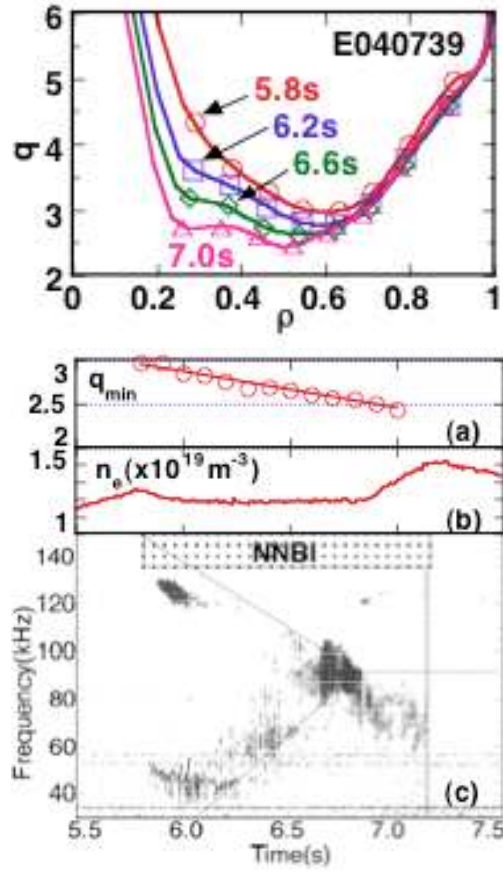 6
E040739
5
5.8s
q
4
6.2s
6.6s
3
7.0s
2
0 0.2 0.4 0.6 0.8 1
ρ
3
q_min
2.5
2
(a)
1.5
n_e(x10^19 m^-3)
1
(b)
140
NNBI
120
100
80
60
40
Frequency(kHz)
(c)
5.5 6.0 6.5 7.0 7.5
Time(s)